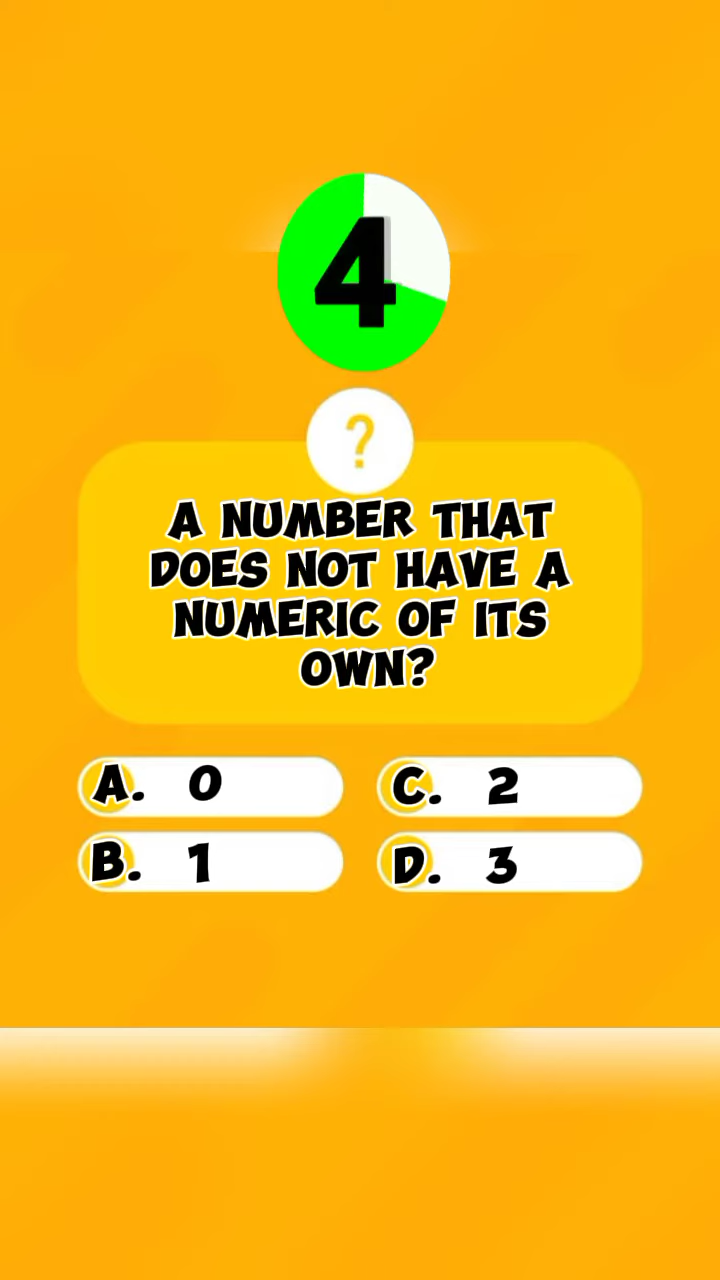 4
?
A NUMBER THAT
DOES NOT HAVE A
NUMERIC OF ITS
OWN?
A. 0
B. 1
C. 2
D. 3